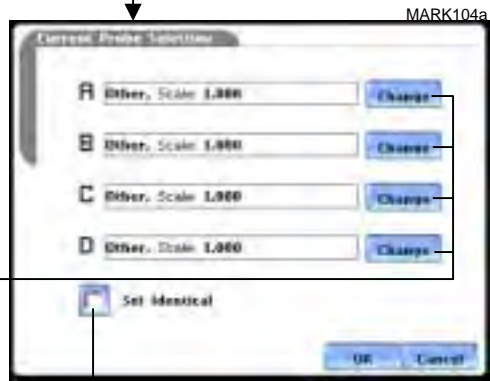 MARK104a
Current Probe Selection
A Other, Scale 1.000 Change
B Other, Scale 1.000 Change
C Other, Scale 1.000 Change
D Other, Scale 1.000 Change
Set Identical
OK Cancel